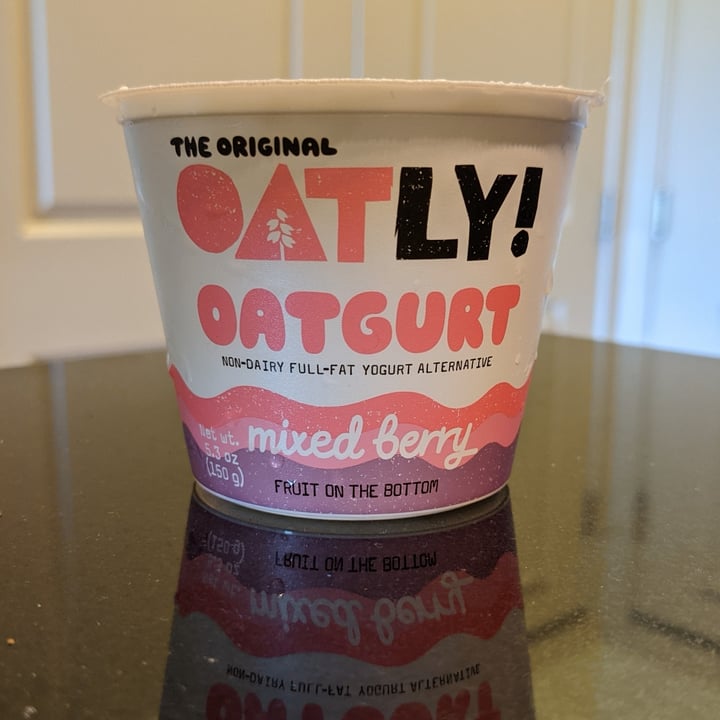 THE ORIGINAL
OATLY!
OATGURT
NON-DAIRY FULL-FAT YOGURT ALTERNATIVE
mixed berry
Net wt.
5.3 oz
(150 g)
FRUIT ON THE BOTTOM